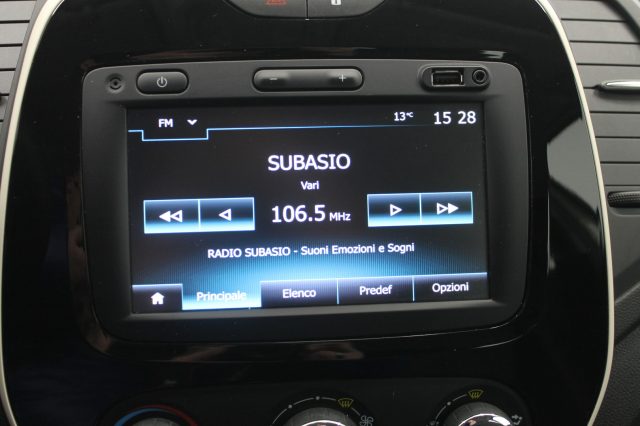 FM
13°C
15 28
SUBASIO
Vari
106.5 MHz
RADIO SUBASIO - Suoni Emozioni e Sogni
Principale Elenco Predef Opzioni